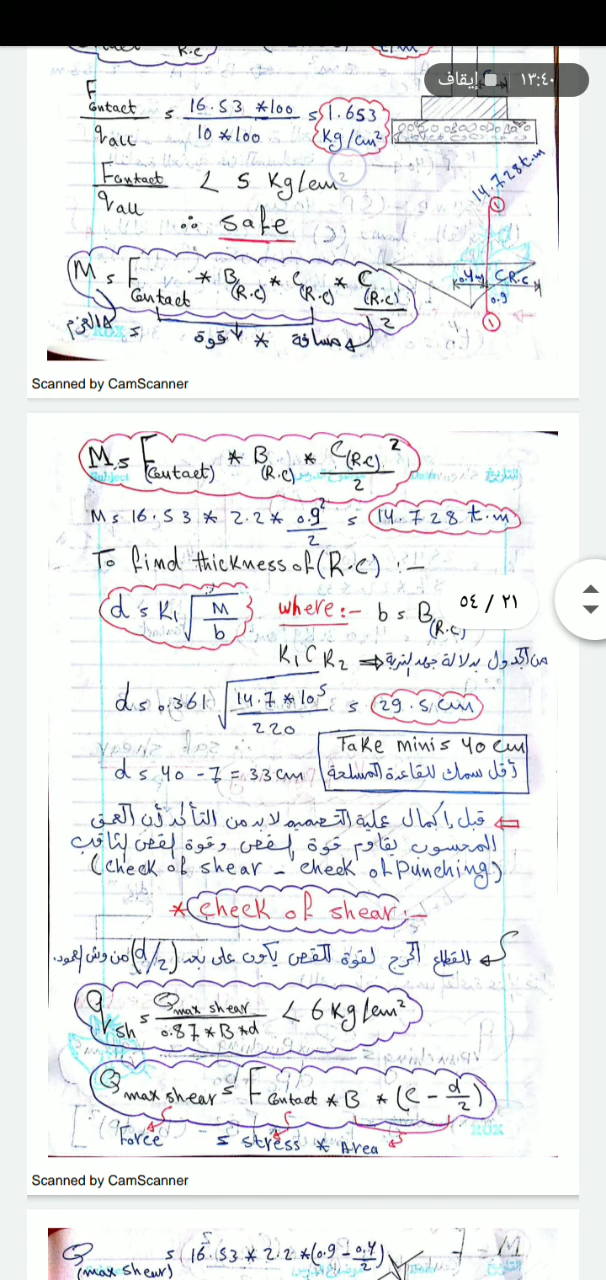 R.c
١٣:٤٠ إيقاف
F contact / q all = 16.53 * 100 / 10 * 100 = 1.653 kg/cm²
F contact / q all < 5 Kg/cm²
∴ safe
14.728 t.m
M = F contact * B (R.c) * C (R.c) * C (R.c) / 2
C R.c
0.9
العزم = قوة * مسافة
Scanned by CamScanner
M = F (contact) * B (R.c) * C (R.c)² / 2
M = 16.53 * 2.2 * 0.9² / 2 = 14.728 t.m
To find thickness of (R.c) :-
d = K₁ √ M / b where :- b = B (R.c)
٢١ / ٥٤
K₁ C K₂ ⇒ من الجدول بدلالة جهد
d = 0.361 √ 14.7 * 10⁵ / 220 = 29.5 cm
Take min = 40 cm
d = 40 - 7 = 33 cm
أقل سمك للقاعدة المسلحة
⇐ قبل إكمال عملية التصميم لابد من التأكد أن العمق
المحسوب يقاوم قوة القص وقوة القص الثاقب
(check of shear - check of Punching)
* check of shear :-
القطاع الحرج لقوة القص يكون على بعد (d/2) من وش العمود.
q sh = Q max shear / 0.87 * B * d < 6 Kg/cm²
Q max shear = F contact * B * (C - d/2)
Force = stress * Area
Scanned by CamScanner
Q (max shear) = (16.53 * 2.2 * (0.9 - 0.4/2)